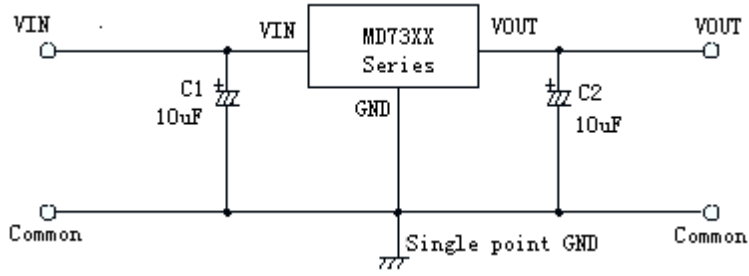 VIN
VIN
MD73XX
Series
VOUT
VOUT
C1
10uF
GND
C2
10uF
Common
Single point GND
Common